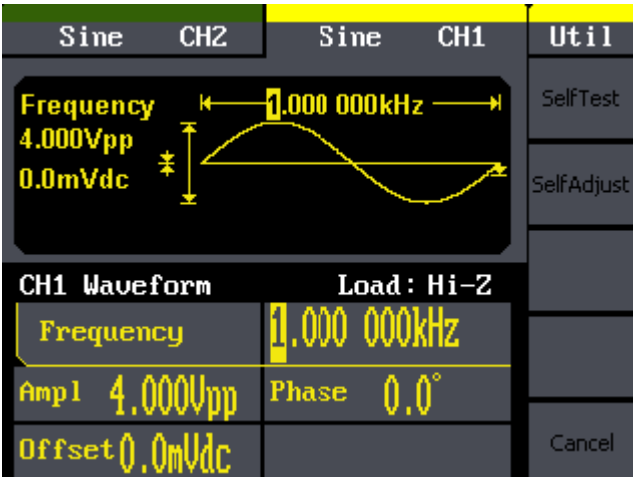 Sine CH2 Sine CH1 Util
Frequency 1.000 000kHz
4.000Vpp
0.0mVdc
SelfTest
SelfAdjust
CH1 Waveform Load: Hi-Z
Frequency 1.000 000kHz
Ampl 4.000Vpp Phase 0.0°
Offset 0.0mVdc
Cancel